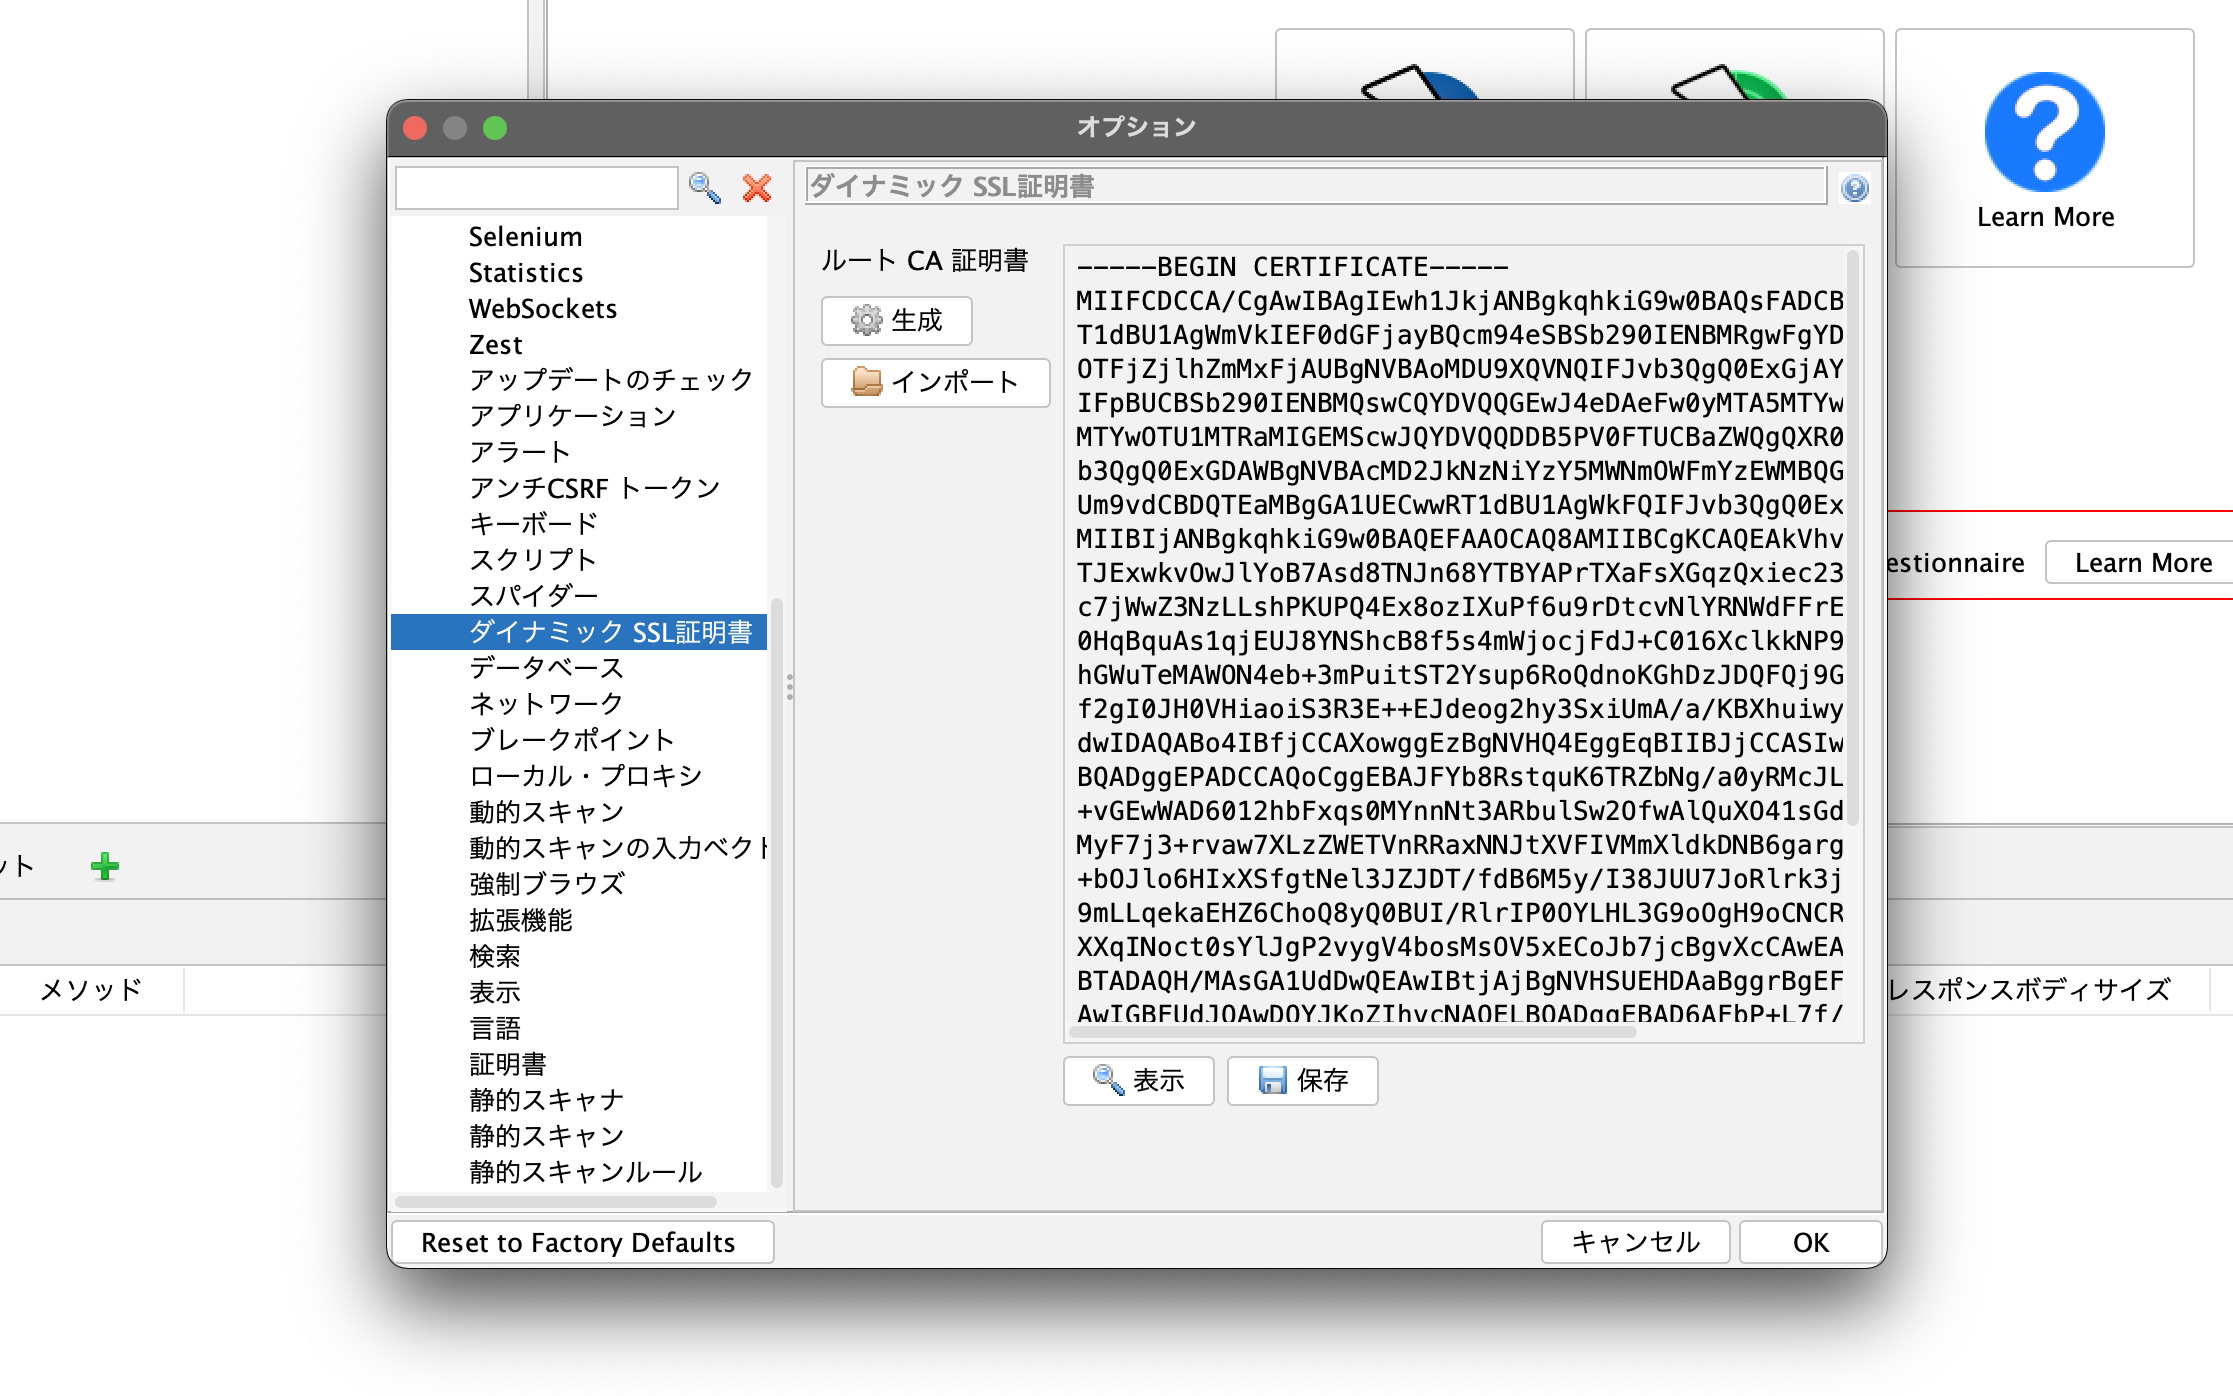 Learn More
オプション
ダイナミック SSL証明書
Selenium
Statistics
WebSockets
Zest
アップデートのチェック
アプリケーション
アラート
アンチCSRF トークン
キーボード
スクリプト
スパイダー
ダイナミック SSL証明書
データベース
ネットワーク
ブレークポイント
ローカル・プロキシ
動的スキャン
動的スキャンの入力ベクト
強制ブラウズ
拡張機能
検索
表示
言語
証明書
静的スキャナ
静的スキャン
静的スキャンルール
ルート CA 証明書
生成
インポート
-----BEGIN CERTIFICATE-----
MIIFCDCCA/CgAwIBAgIEwh1JkjANBgkqhkiG9w0BAQsFADCB
T1dBU1AgWmVkIEF0dGFjayBQcm94eSBSb290IENBMRgwFgYD
OTFjZjlhZmMxFjAUBgNVBAoMDU9XQVNQIFJvb3QgQ0ExGjAY
IFpBUCBSb290IENBMQswCQYDVQQGEwJ4eDAeFw0yMTA5MTYw
MTYwOTU1MTRaMIGEMScwJQYDVQQDDB5PV0FTUCBaZWQgQXR0
b3QgQ0ExGDAWBgNVBAcMD2JkNzNiYzY5MWNmOWFmYzEWMBQG
Um9vdCBDQTEaMBgGA1UECwwRT1dBU1AgWkFQIFJvb3QgQ0Ex
MIIBIjANBgkqhkiG9w0BAQEFAAOCAQ8AMIIBCgKCAQEAkVhv
TJExwkvOwJlYoB7Asd8TNJn68YTBYAPrTXaFsXGqzQxiec23
c7jWwZ3NzLLshPKUPQ4Ex8ozIXuPf6u9rDtcvNlYRNWdFFrE
0HqBquAs1qjEUJ8YNShcB8f5s4mWjocjFdJ+C016XclkkNP9
hGWuTeMAWON4eb+3mPuitST2Ysup6RoQdnoKGhDzJDQFQj9G
f2gI0JH0VHiaoiS3R3E++EJdeog2hy3SxiUmA/a/KBXhuiwy
dwIDAQABo4IBfjCCAXowggEzBgNVHQ4EggEqBIIBJjCCASIw
BQADggEPADCCAQoCggEBAJFYb8RstquK6TRZbNg/a0yRMcJL
+vGEwWAD6012hbFxqs0MYnnNt3ARbulSw2OfwAlQuXO41sGd
MyF7j3+rvaw7XLzZWETVnRRaxNNJtXVFIVMmXldkDNB6garg
+bOJlo6HIxXSfgtNel3JZJDT/fdB6M5y/I38JUU7JoRlrk3j
9mLLqekaEHZ6ChoQ8yQ0BUI/RlrIP0OYLHL3G9oOgH9oCNCR
XXqINoct0sYlJgP2vygV4bosMsOV5xECoJb7jcBgvXcCAwEA
BTADAQH/MAsGA1UdDwQEAwIBtjAjBgNVHSUEHDAaBggrBgEF
AwIGBFUdJQAwDQYJKoZIhvcNAQELBQADggEBAD6AFbP+L7f/
表示
保存
Reset to Factory Defaults
キャンセル
OK
estionnaire
Learn More
ット
メソッド
レスポンスボディサイズ